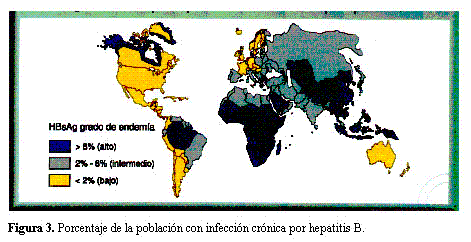 HBsAg grado de endemia
> 8% (alto)
2% - 8% (intermedio)
< 2% (bajo)
Figura 3. Porcentaje de la población con infección crónica por hepatitis B.